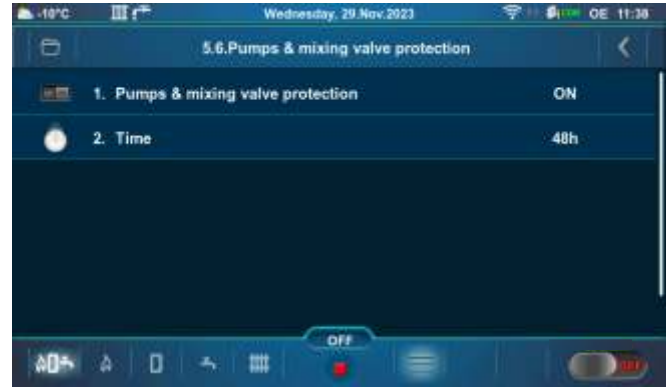 -10°C Wednesday, 29.Nov.2023 OE 11:38
5.6.Pumps & mixing valve protection
1. Pumps & mixing valve protection ON
2. Time 48h
OFF
OFF